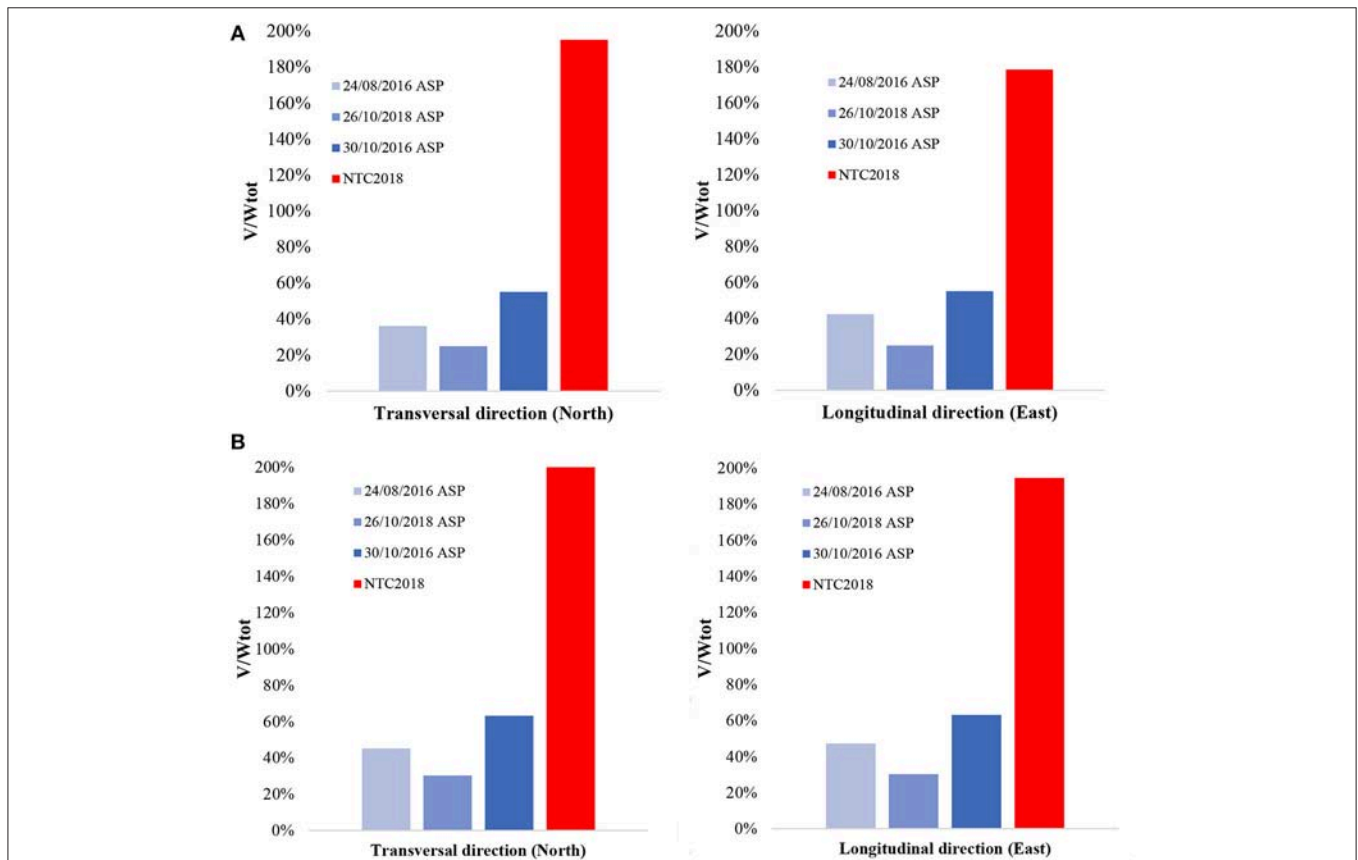 A
V/Wtot
200%
180%
160%
140%
120%
100%
80%
60%
40%
20%
0%
24/08/2016 ASP
26/10/2018 ASP
30/10/2016 ASP
NTC2018
Transversal direction (North)
V/Wtot
200%
180%
160%
140%
120%
100%
80%
60%
40%
20%
0%
24/08/2016 ASP
26/10/2018 ASP
30/10/2016 ASP
NTC2018
Longitudinal direction (East)
B
V/Wtot
200%
180%
160%
140%
120%
100%
80%
60%
40%
20%
0%
24/08/2016 ASP
26/10/2018 ASP
30/10/2016 ASP
NTC2018
Transversal direction (North)
V/Wtot
200%
180%
160%
140%
120%
100%
80%
60%
40%
20%
0%
24/08/2016 ASP
26/10/2018 ASP
30/10/2016 ASP
NTC2018
Longitudinal direction (East)